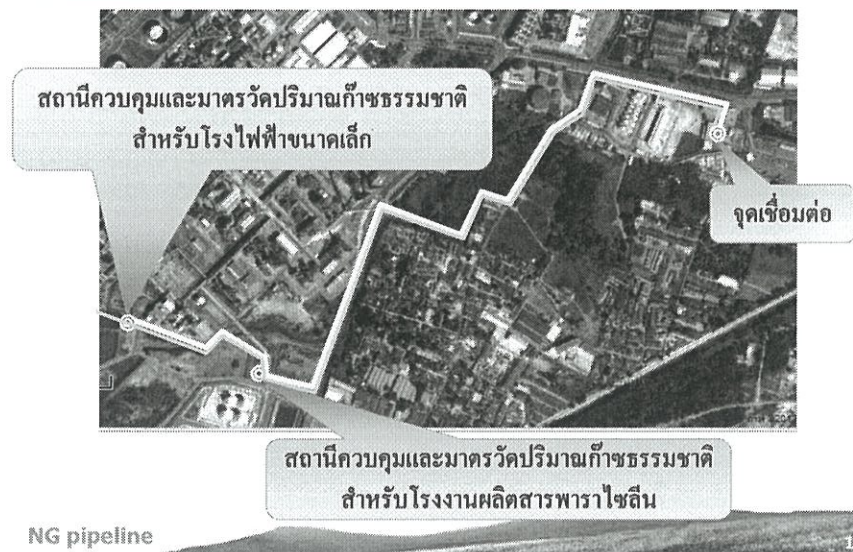 สถานีควบคุมและมาตรวัดปริมาณก๊าซธรรมชาติ
สำหรับโรงไฟฟ้าขนาดเล็ก
จุดเชื่อมต่อ
สถานีควบคุมและมาตรวัดปริมาณก๊าซธรรมชาติ
สำหรับโรงงานผลิตสารพาราไซลีน
NG pipeline